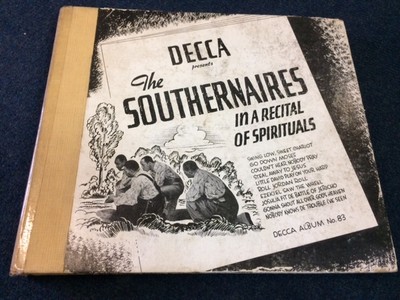 DECCA
presents
The
SOUTHERNAIRES
IN A RECITAL
OF SPIRITUALS
SWING LOW, SWEET CHARIOT
GO DOWN MOSES
COULDN'T HEAR NOBODY PRAY
STEAL AWAY TO JESUS
LITTLE DAVID PLAY ON YOUR HARP
ROLL JORDAN ROLL
EZEKIEL SAW THE WHEEL
JOSHUA FIT DE BATTLE OF JERICHO
GONNA SHOUT ALL OVER GOD'S HEAVEN
NOBODY KNOWS DE TROUBLE I'VE SEEN
DECCA ALBUM No. 83